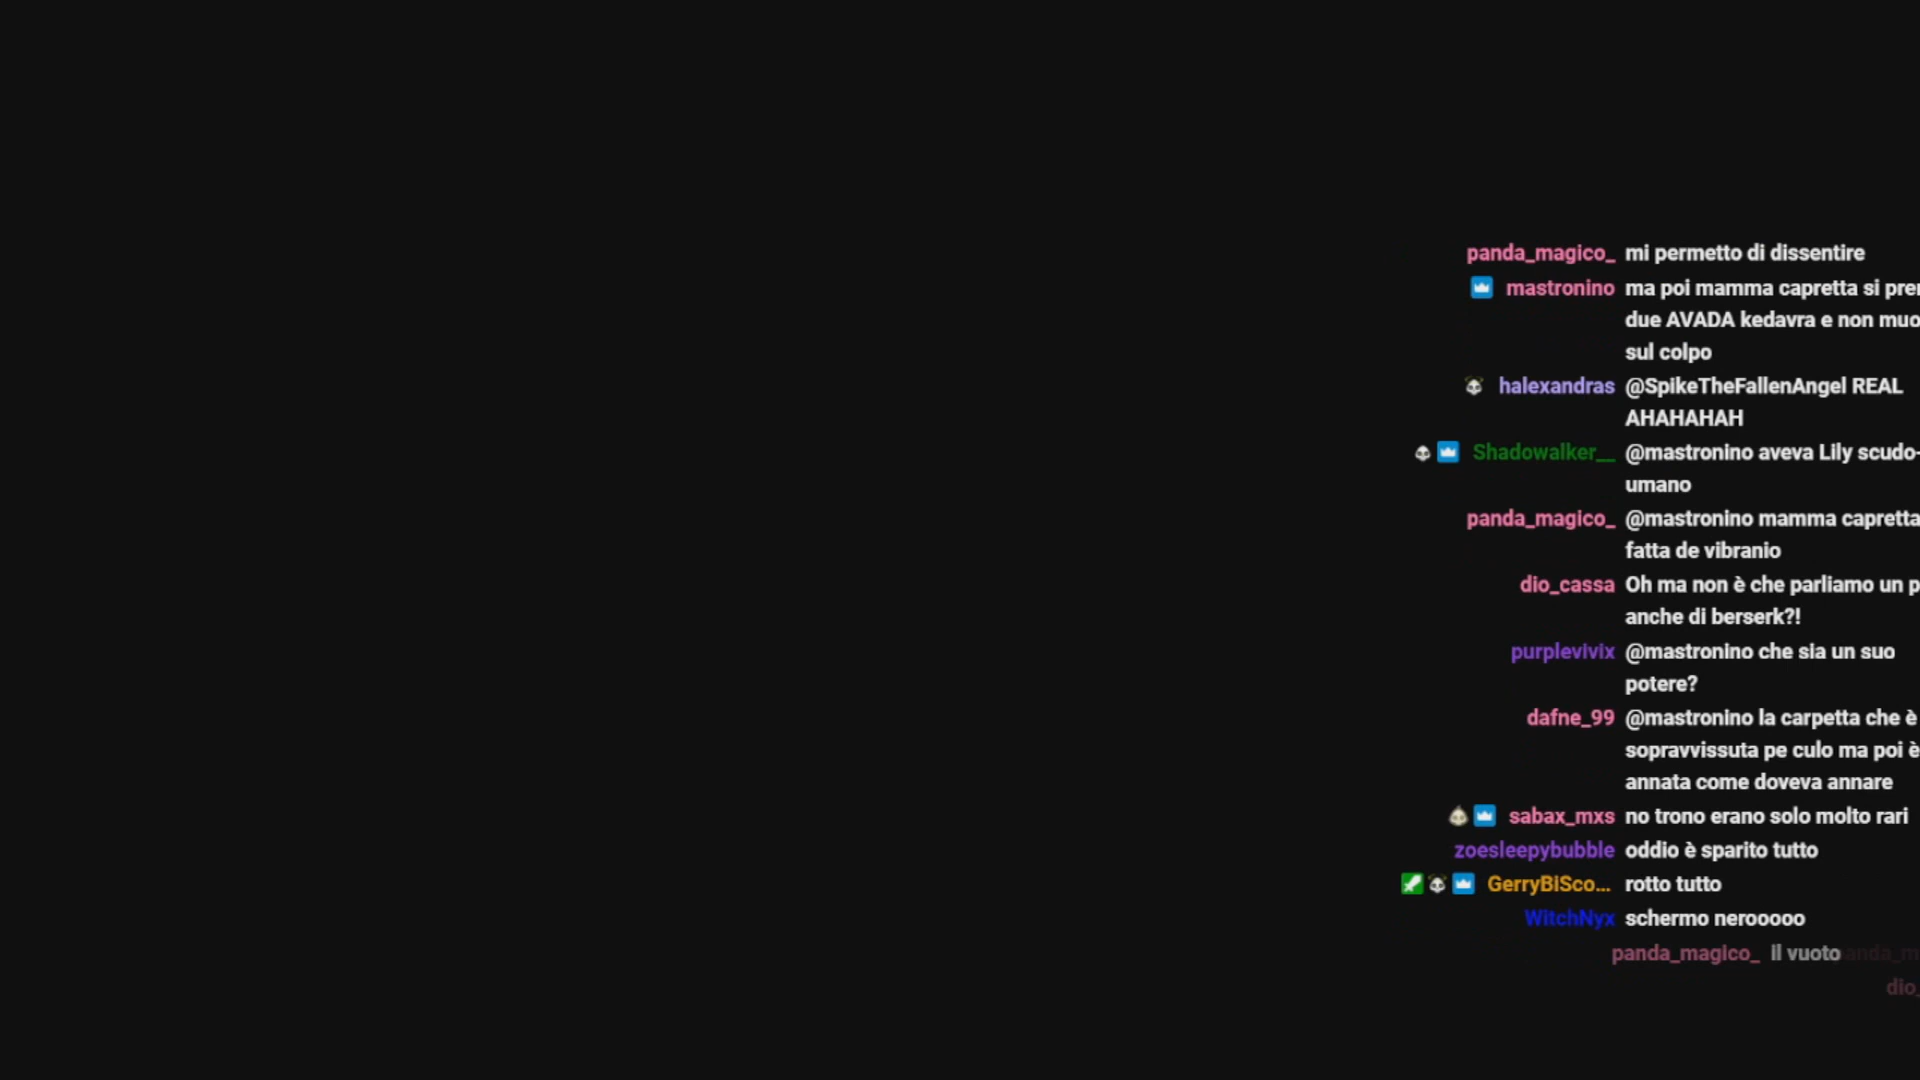 panda_magico_ mi permetto di dissentire
mastronino ma poi mamma capretta si
due AVADA kedavra e non
sul colpo
halexandras @SpikeTheFallenAngel REAL
AHAHAHAH
Shadowalker__ @mastronino aveva Lily scudo-
umano
panda_magico_ @mastronino mamma capretta
fatta de vibranio
dio_cassa Oh ma non è che parliamo un
anche di berserk?!
purplevivix @mastronino che sia un suo
potere?
dafne_99 @mastronino la carpetta che è
sopravvissuta pe culo ma poi è
annata come doveva annare
sabax_mxs no trono erano solo molto rari
zoesleepybubble oddio è sparito tutto
GerryBiSco... rotto tutto
WitchNyx schermo nerooooo
panda_magico_ il vuoto
dio_